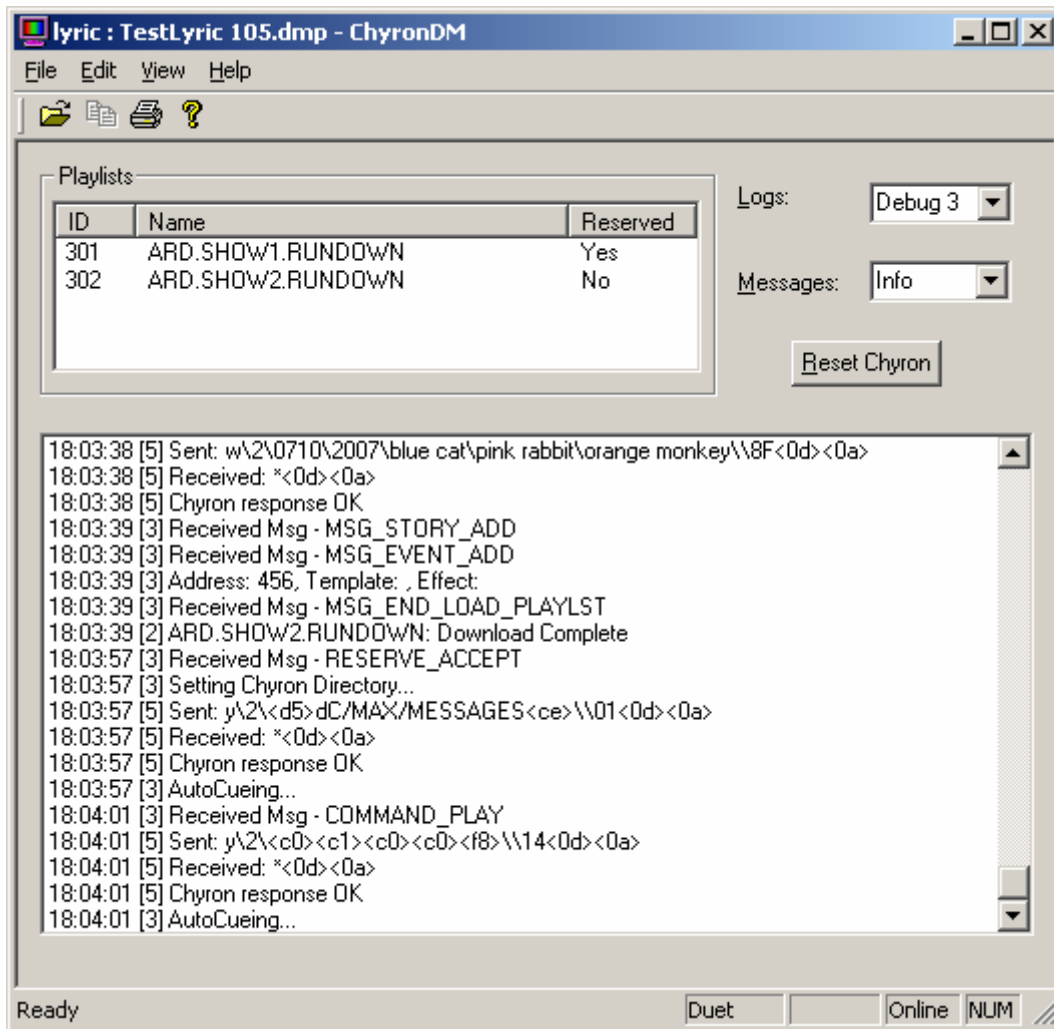 lyric : TestLyric 105.dmp - ChyronDM
File Edit View Help
Playlists
ID Name Reserved
301 ARD.SHOW1.RUNDOWN Yes
302 ARD.SHOW2.RUNDOWN No
Logs: Debug 3
Messages: Info
Reset Chyron
18:03:38 [5] Sent: w\2\0710\2007\blue cat\pink rabbit\orange monkey\\8F<0d><0a>
18:03:38 [5] Received: *<0d><0a>
18:03:38 [5] Chyron response OK
18:03:39 [3] Received Msg - MSG_STORY_ADD
18:03:39 [3] Received Msg - MSG_EVENT_ADD
18:03:39 [3] Address: 456, Template: , Effect:
18:03:39 [3] Received Msg - MSG_END_LOAD_PLAYLST
18:03:39 [2] ARD.SHOW2.RUNDOWN: Download Complete
18:03:57 [3] Received Msg - RESERVE_ACCEPT
18:03:57 [3] Setting Chyron Directory...
18:03:57 [5] Sent: y\2\<d5>dC/MAX/MESSAGES<ce>\\01<0d><0a>
18:03:57 [5] Received: *<0d><0a>
18:03:57 [5] Chyron response OK
18:03:57 [3] AutoCueing...
18:04:01 [3] Received Msg - COMMAND_PLAY
18:04:01 [5] Sent: y\2\<c0><c1><c0><c0><f8>\\14<0d><0a>
18:04:01 [5] Received: *<0d><0a>
18:04:01 [5] Chyron response OK
18:04:01 [3] AutoCueing...
Ready Duet Online NUM